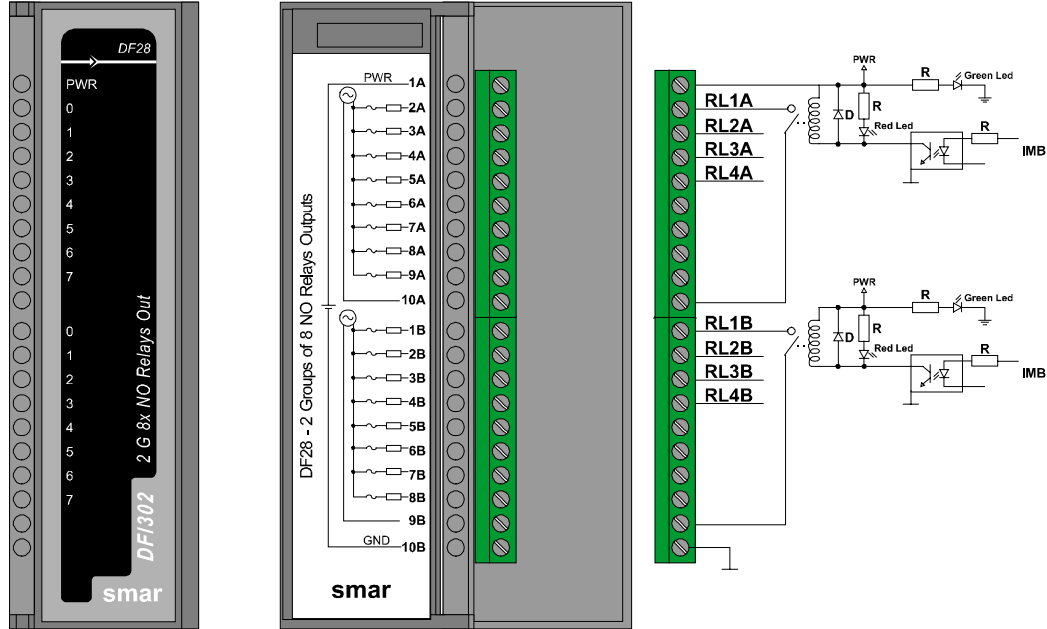 DF28
PWR
0
1
2
3
4
5
6
7
0
1
2
3
4
5
6
7
2 G 8x NO Relays Out
DFI302
smar
DF28 - 2 Groups of 8 NO Relays Outputs
PWR 1A
2A
3A
4A
5A
6A
7A
8A
9A
10A
1B
2B
3B
4B
5B
6B
7B
8B
9B
GND 10B
smar
RL1A
RL2A
RL3A
RL4A
PWR
R
Green Led
D
R
Red Led
R
IMB
RL1B
RL2B
RL3B
RL4B
PWR
R
Green Led
D
R
Red Led
R
IMB